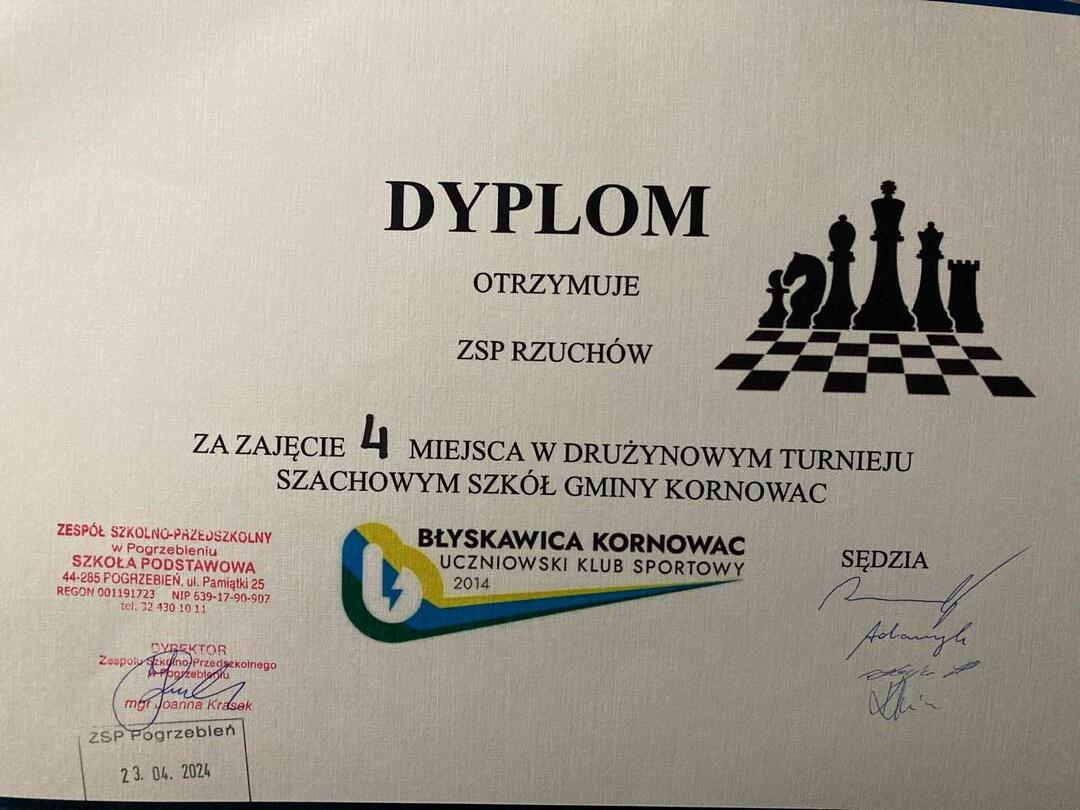 DYPLOM
OTRZYMUJE
ZSP RZUCHÓW
ZA ZAJĘCIE 4 MIEJSCA W DRUŻYNOWYM TURNIEJU
SZACHOWYM SZKÓŁ GMINY KORNOWAC
ZESPÓŁ SZKOLNO-PRZEDSZKOLNY
w Pogrzebieniu
SZKOŁA PODSTAWOWA
44-285 POGRZEBIEŃ, ul. Pamiątki 25
REGON 001191723 NIP 639-17-90-907
tel. 32 430 10 11
BŁYSKAWICA KORNOWAC
UCZNIOWSKI KLUB SPORTOWY
2014
SĘDZIA
DYREKTOR
Zespołu Szkolno-Przedszkolnego
w Pogrzebieniu
mgr Joanna Krasek
ZSP Pogrzebień
23. 04. 2024